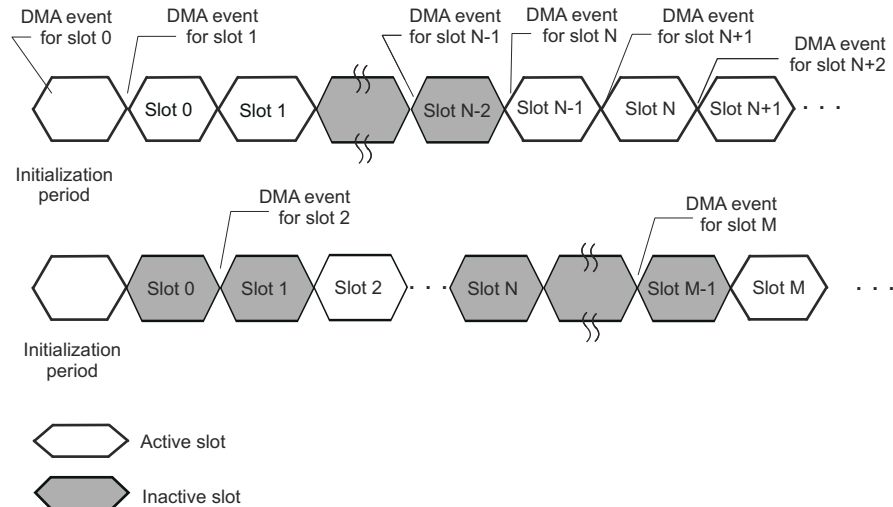 DMA event
for slot 0
DMA event
for slot 1
DMA event
for slot N-1
DMA event
for slot N
DMA event
for slot N+1
DMA event
for slot N+2
Slot 0
Slot 1
Slot N-2
Slot N-1
Slot N
Slot N+1
. . .
Initialization
period
DMA event
for slot 2
DMA event
for slot M
Slot 0
Slot 1
Slot 2
. . .
Slot N
Slot M-1
Slot M
. . .
Initialization
period
Active slot
Inactive slot